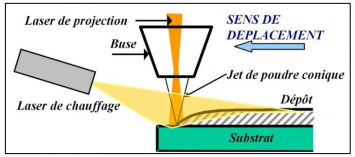 Laser de projection
SENS DE
DEPLACEMENT
Buse
Jet de poudre conique
Laser de chauffage
Dépôt
Substrat